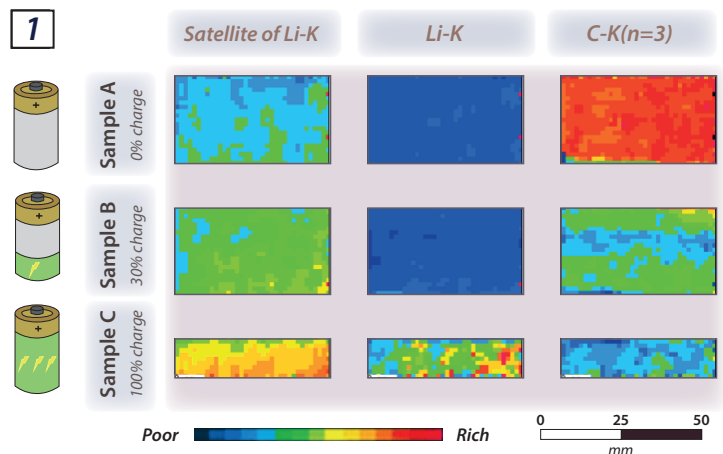 1
Satellite of Li-K
Li-K
C-K(n=3)
Sample A
0% charge
Sample B
30% charge
Sample C
100% charge
+
+
+
Poor
Rich
0
25
50
mm